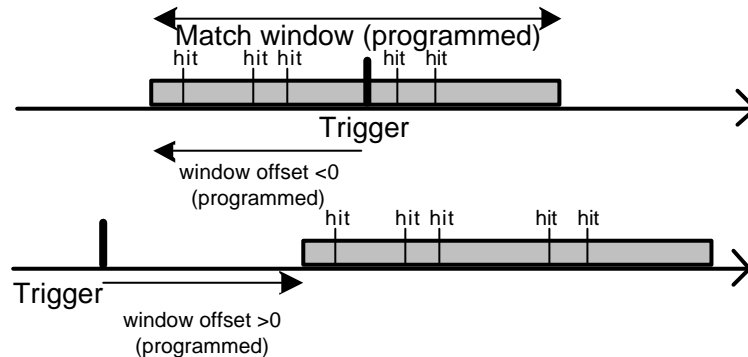 Match window (programmed)
hit hit hit hit hit
Trigger
window offset <0
(programmed)
hit hit hit hit hit
Trigger
window offset >0
(programmed)